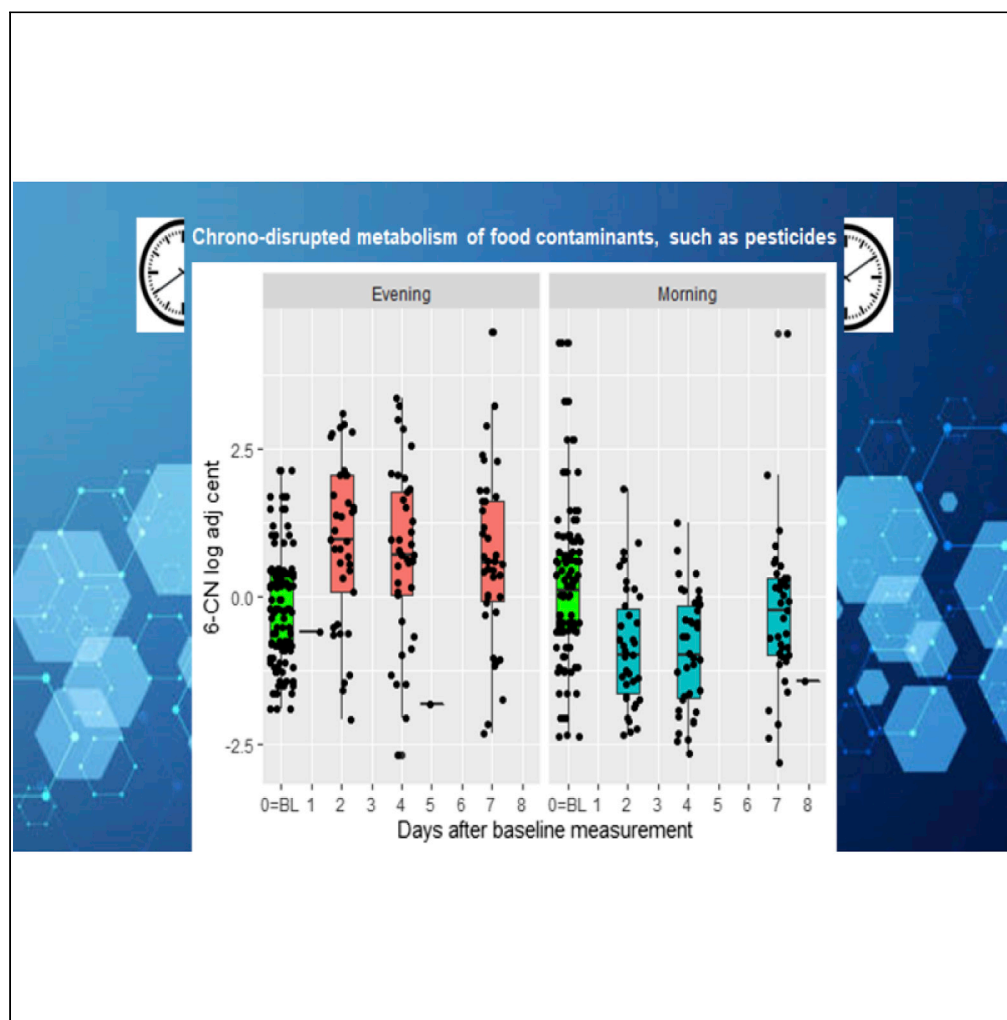 Chrono-disrupted metabolism of food contaminants, such as pesticides
Evening
Morning
6-CN log adj cent
2.5
0.0
-2.5
0=BL 1 2 3 4 5 6 7 8
0=BL 1 2 3 4 5 6 7 8
Days after baseline measurement